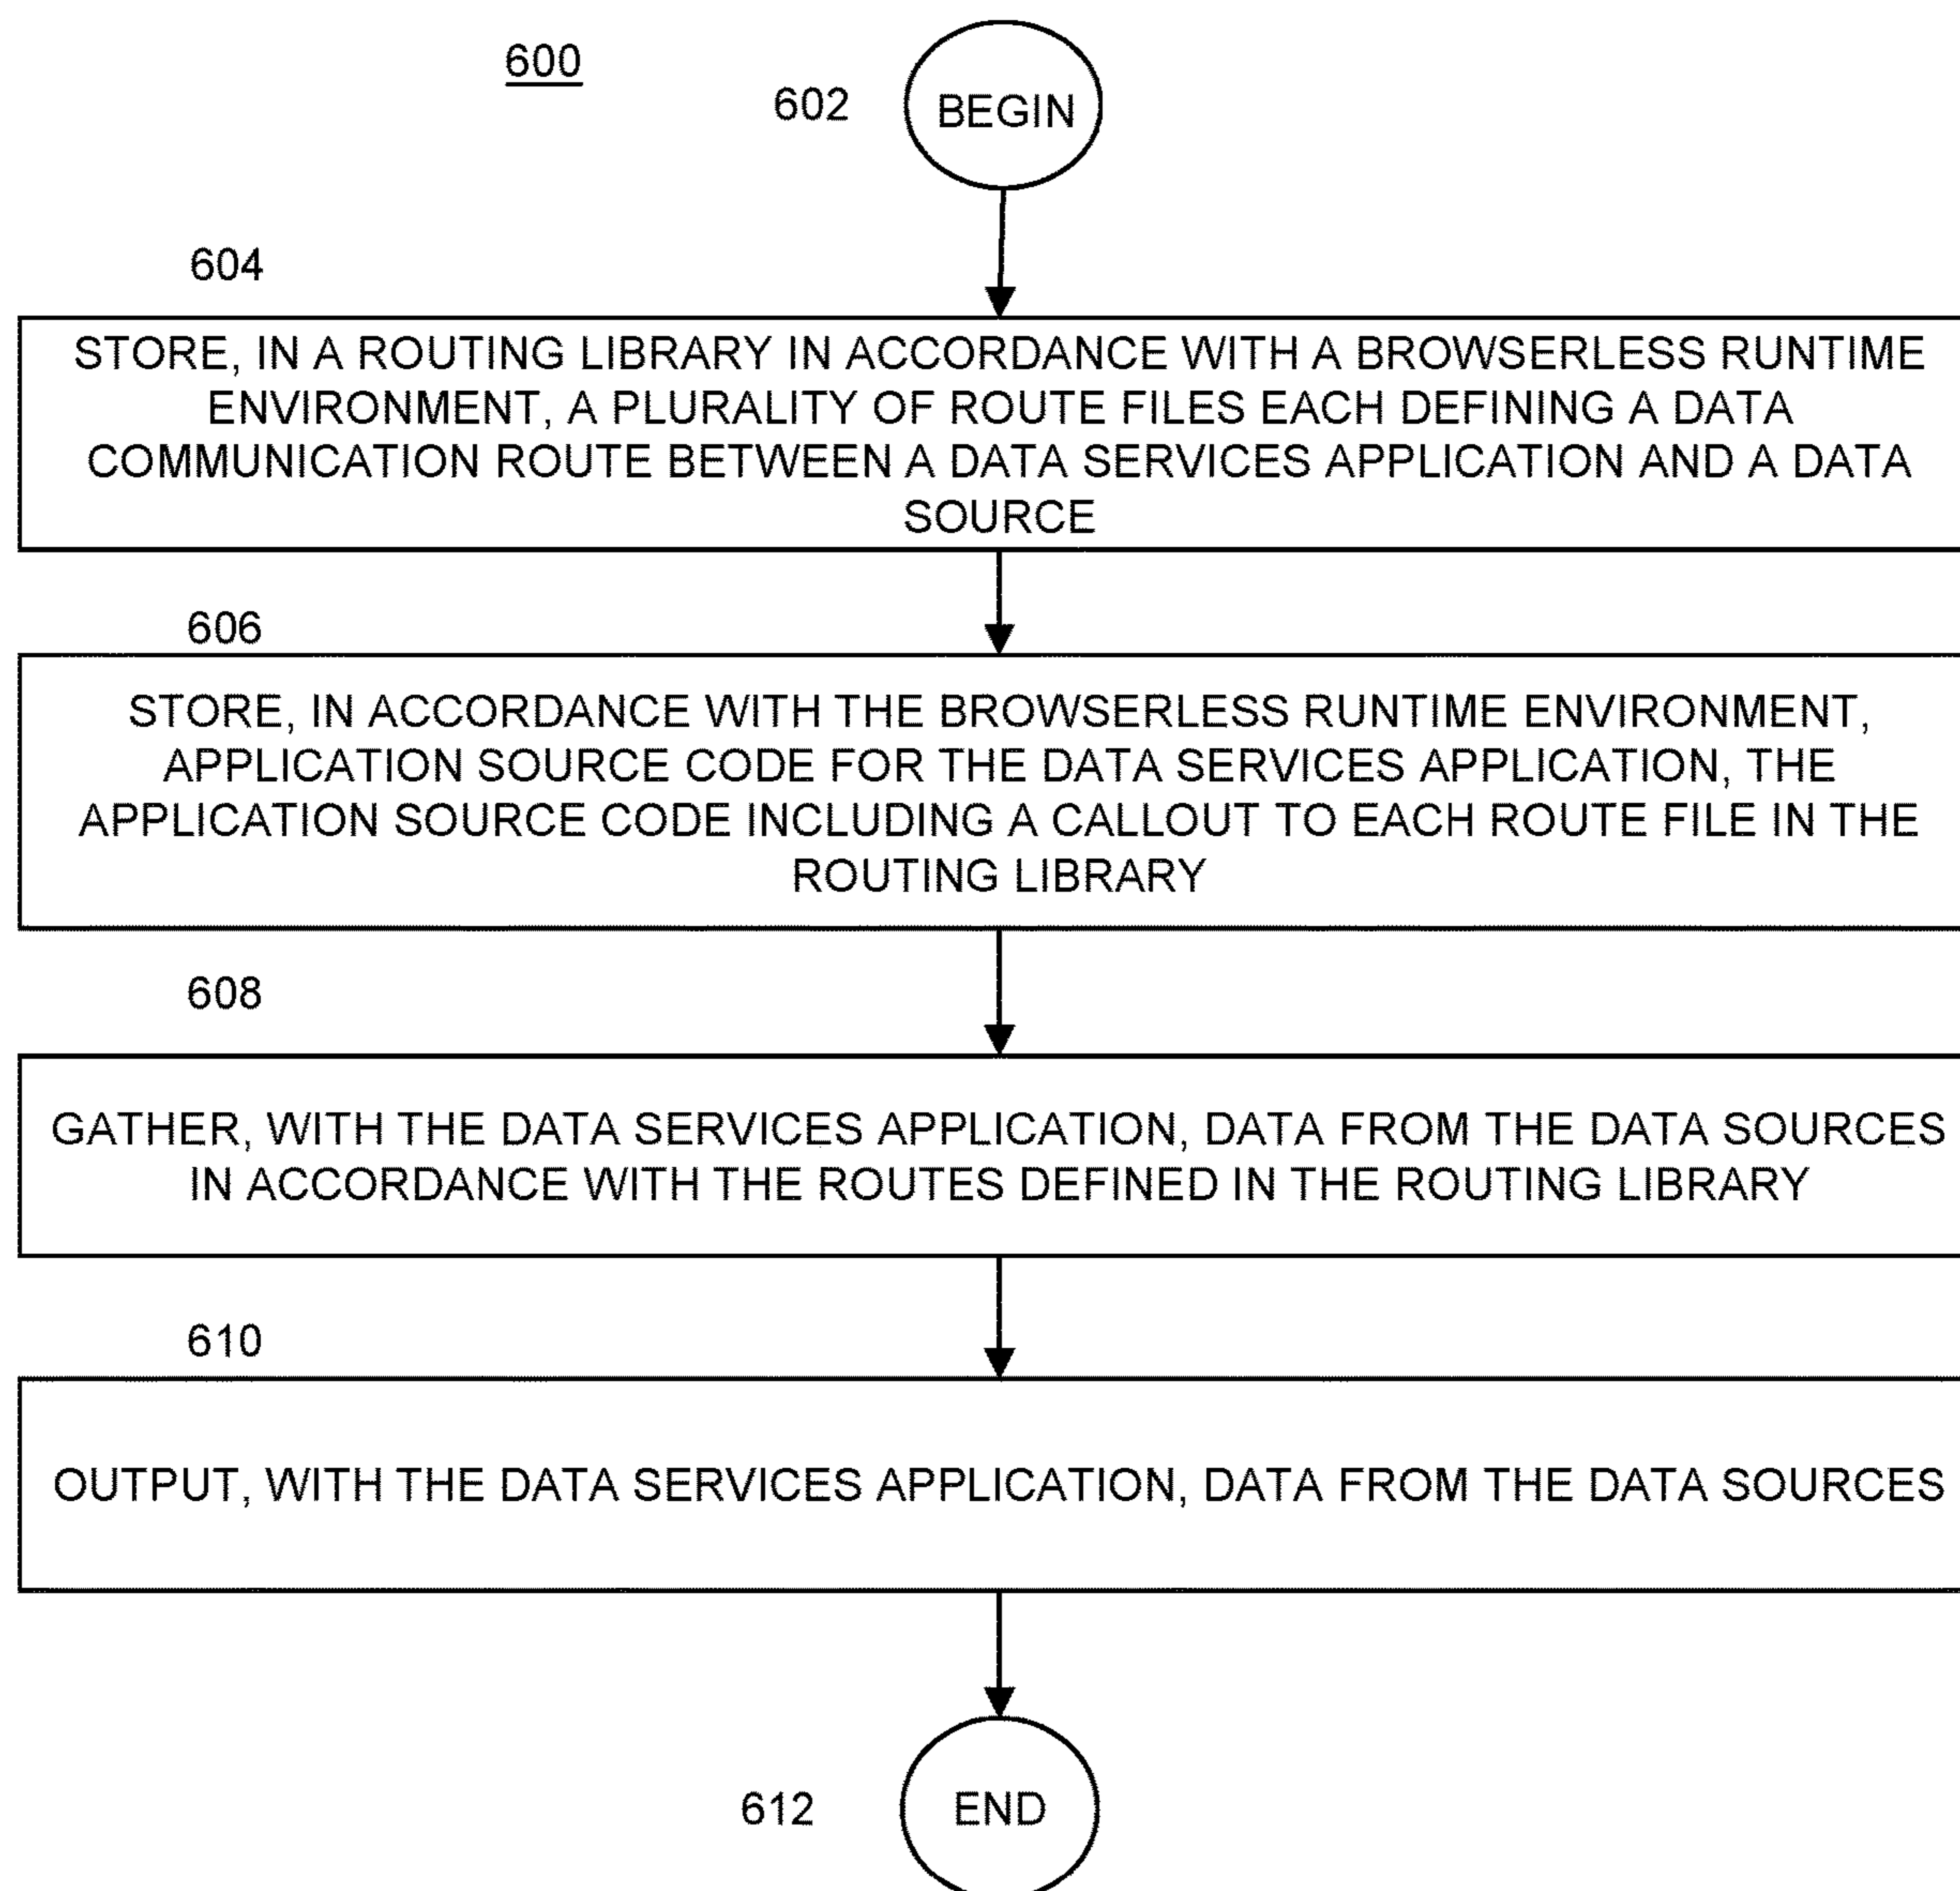 600
602
BEGIN
604
STORE, IN A ROUTING LIBRARY IN ACCORDANCE WITH A BROWSERLESS RUNTIME
ENVIRONMENT, A PLURALITY OF ROUTE FILES EACH DEFINING A DATA
COMMUNICATION ROUTE BETWEEN A DATA SERVICES APPLICATION AND A DATA
SOURCE
606
STORE, IN ACCORDANCE WITH THE BROWSERLESS RUNTIME ENVIRONMENT,
APPLICATION SOURCE CODE FOR THE DATA SERVICES APPLICATION, THE
APPLICATION SOURCE CODE INCLUDING A CALLOUT TO EACH ROUTE FILE IN THE
ROUTING LIBRARY
608
GATHER, WITH THE DATA SERVICES APPLICATION, DATA FROM THE DATA SOURCES
IN ACCORDANCE WITH THE ROUTES DEFINED IN THE ROUTING LIBRARY
610
OUTPUT, WITH THE DATA SERVICES APPLICATION, DATA FROM THE DATA SOURCES
612
END